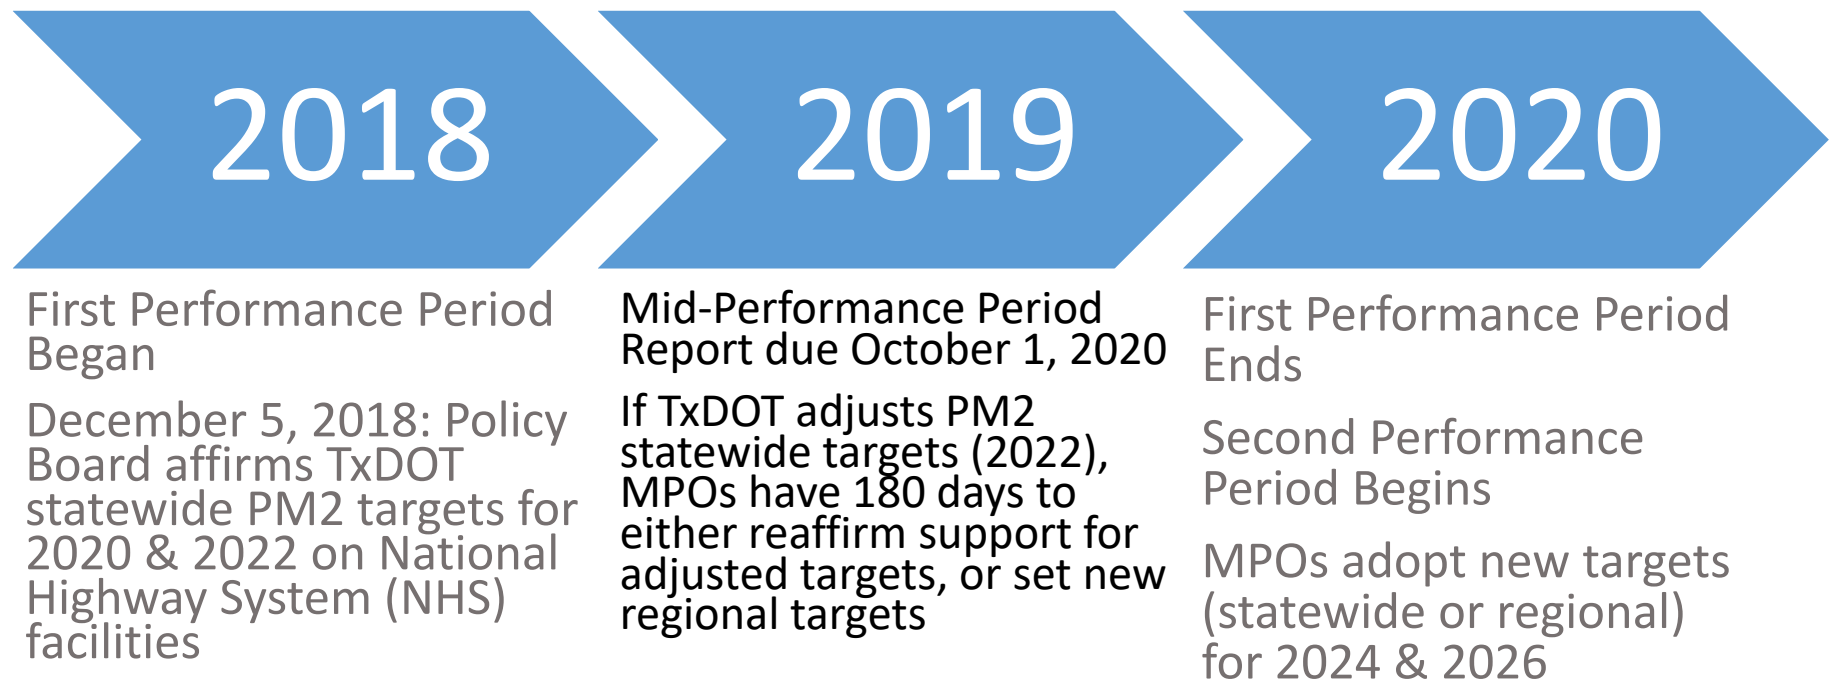 2018
2019
2020
First Performance Period
Began
December 5, 2018: Policy
Board affirms TxDOT
statewide PM2 targets for
2020 & 2022 on National
Highway System (NHS)
facilities
Mid-Performance Period
Report due October 1, 2020
If TxDOT adjusts PM2
statewide targets (2022),
MPOs have 180 days to
either reaffirm support for
adjusted targets, or set new
regional targets
First Performance Period
Ends
Second Performance
Period Begins
MPOs adopt new targets
(statewide or regional)
for 2024 & 2026